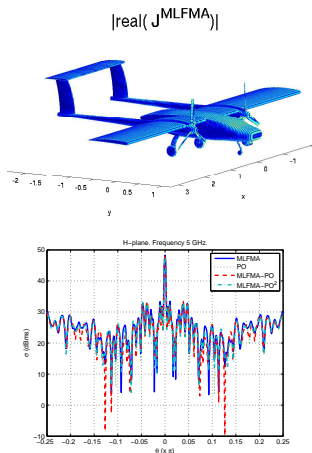 |real( J^MLFMA)|
-2 -1.5 -1 -0.5 0 0.5 1
y
3 2 1 0 -1
x
H-plane. Frequency 5 GHz.
50
40
30
20
10
0
-10
σ (dBms)
MLFMA
PO
MLFMA-PO
MLFMA-PO²
-0.25 -0.2 -0.15 -0.1 -0.05 0 0.05 0.1 0.15 0.2 0.25